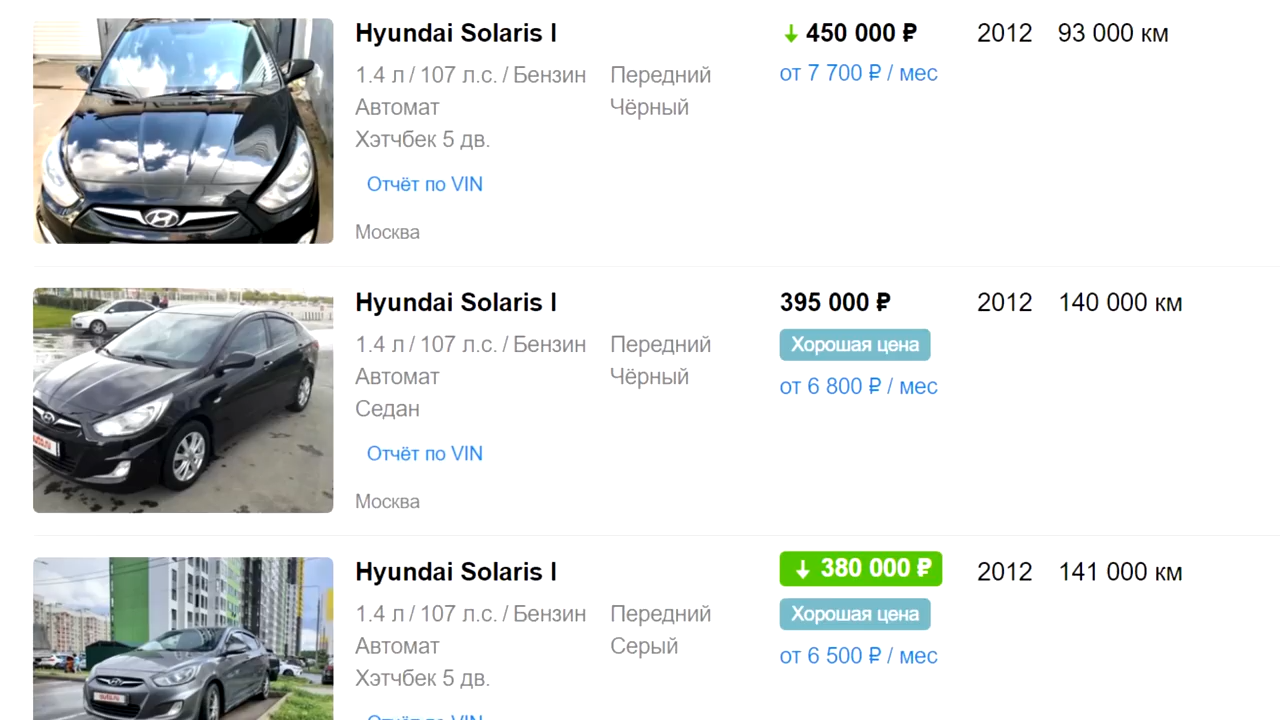 Hyundai Solaris I
450 000 ₽
2012
93 000 км
1.4 л / 107 л.с. / Бензин
Передний
от 7 700 ₽ / мес
Автомат
Чёрный
Хэтчбек 5 дв.
Отчёт по VIN
Москва
Hyundai Solaris I
395 000 ₽
2012
140 000 км
1.4 л / 107 л.с. / Бензин
Передний
Хорошая цена
Автомат
Чёрный
от 6 800 ₽ / мес
Седан
Отчёт по VIN
Москва
Hyundai Solaris I
380 000 ₽
2012
141 000 км
1.4 л / 107 л.с. / Бензин
Передний
Хорошая цена
Автомат
Серый
от 6 500 ₽ / мес
Хэтчбек 5 дв.
Отчёт по VIN